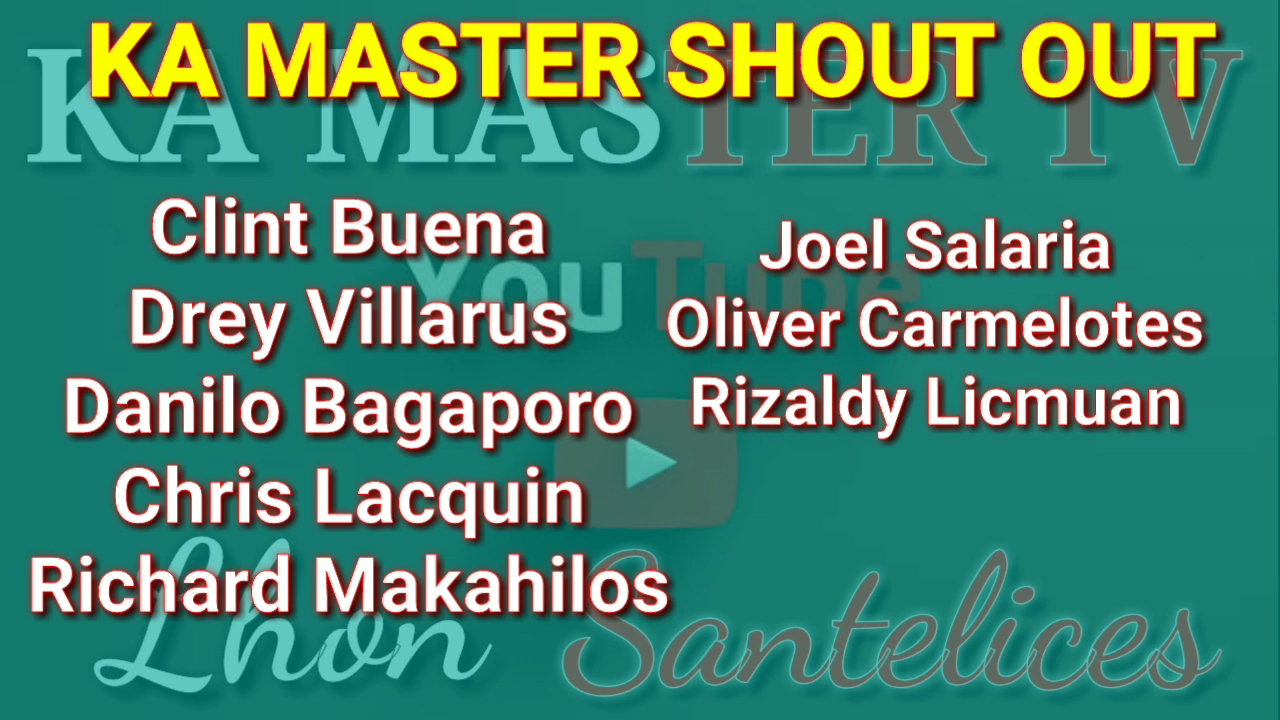 KA MASTER SHOUT OUT
KA MASTER TV
Clint Buena
Drey Villarus
Danilo Bagaporo
Chris Lacquin
Richard Makahilos
Joel Salaria
Oliver Carmelotes
Rizaldy Licmuan
YouTube
Lhon Santelices